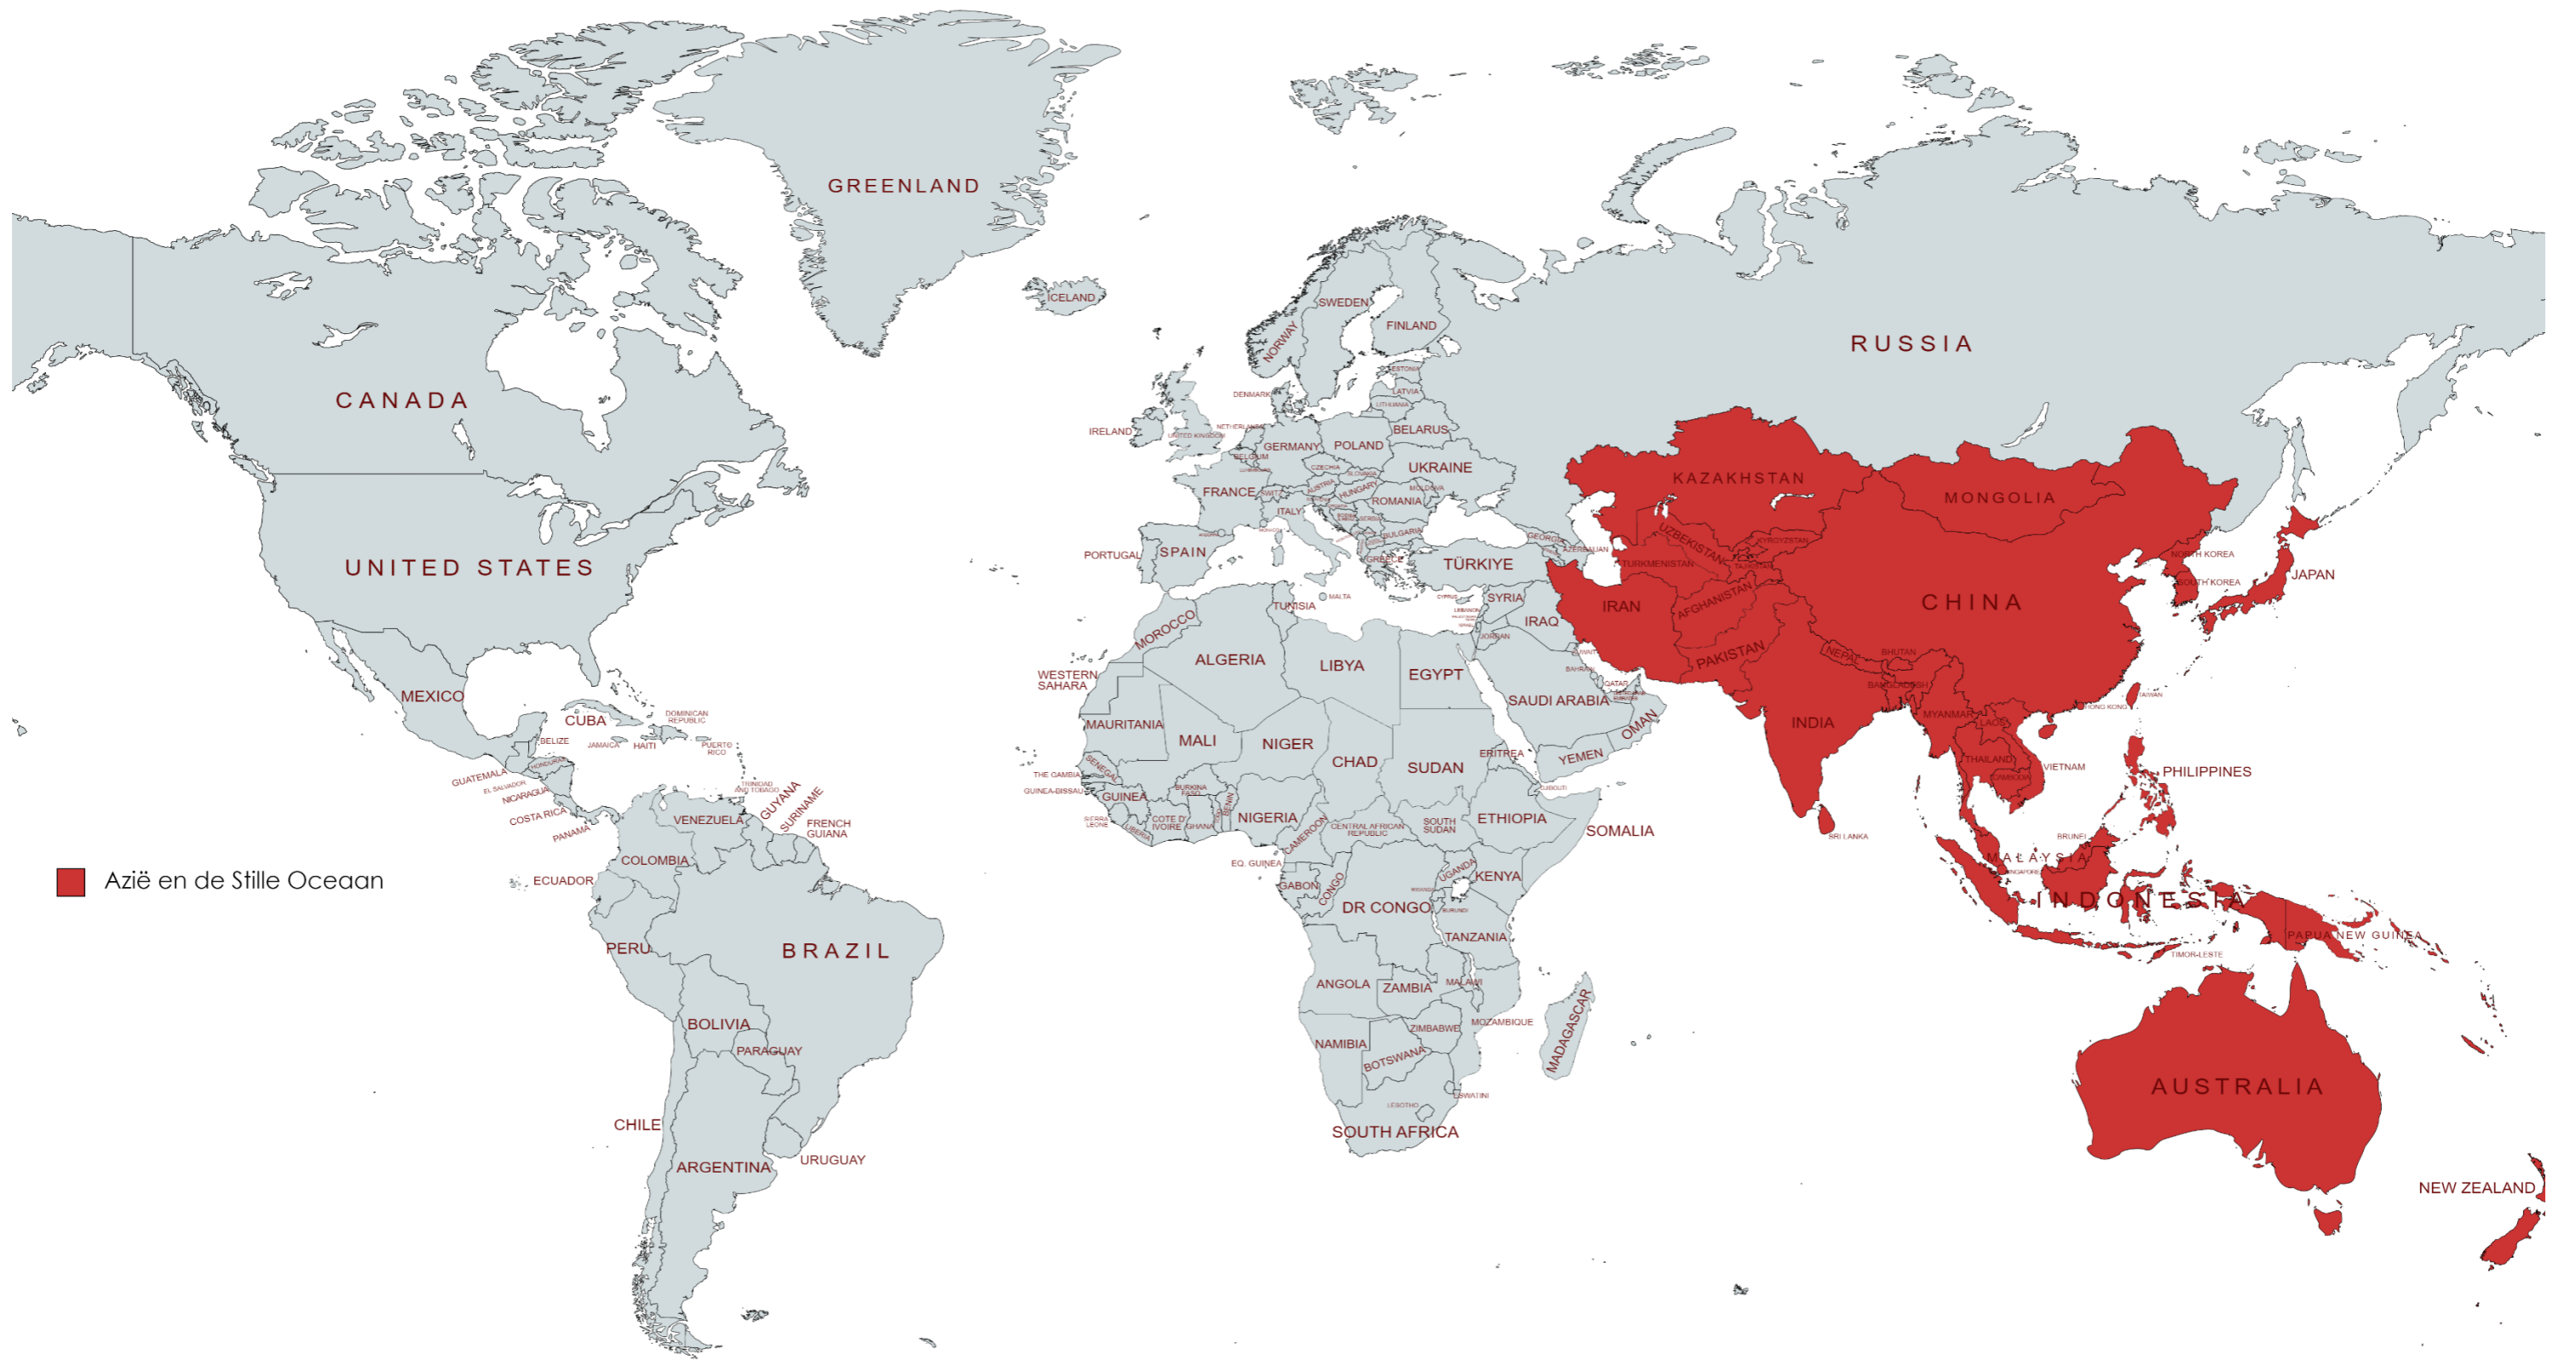 GREENLAND
ICELAND
SWEDEN
NORWAY
FINLAND
RUSSIA
CANADA
ESTONIA
LATVIA
LITHUANIA
DENMARK
IRELAND
UNITED KINGDOM
NETHERLANDS
BELARUS
GERMANY
POLAND
BELGIUM
UKRAINE
CZECHIA
SLOVAKIA
AUSTRIA
HUNGARY
MOLDOVA
FRANCE
ROMANIA
KAZAKHSTAN
MONGOLIA
ITALY
SERBIA
BULGARIA
UNITED STATES
PORTUGAL
SPAIN
GREECE
TÜRKIYE
GEORGIA
AZERBAIJAN
UZBEKISTAN
KYRGYZSTAN
TURKMENISTAN
TAJIKISTAN
NORTH KOREA
SOUTH KOREA
JAPAN
CHINA
MALTA
TUNISIA
CYPRUS
SYRIA
LEBANON
IRAQ
IRAN
AFGHANISTAN
MOROCCO
JORDAN
ALGERIA
LIBYA
EGYPT
KUWAIT
PAKISTAN
NEPAL
BHUTAN
WESTERN
SAHARA
BAHRAIN
QATAR
BANGLADESH
MEXICO
SAUDI ARABIA
OMAN
TAIWAN
HONG KONG
CUBA
DOMINICAN
REPUBLIC
MAURITANIA
INDIA
MYANMAR
LAOS
BELIZE
JAMAICA
HAITI
PUERTO
RICO
MALI
NIGER
CHAD
SUDAN
ERITREA
YEMEN
THAILAND
VIETNAM
CAMBODIA
PHILIPPINES
GUATEMALA
HONDURAS
EL SALVADOR
NICARAGUA
COSTA RICA
PANAMA
TRINIDAD
AND TOBAGO
GUYANA
SURINAME
FRENCH
GUIANA
VENEZUELA
SENEGAL
THE GAMBIA
GUINEA-BISSAU
GUINEA
SIERRA
LEONE
LIBERIA
COTE D'
IVOIRE
BURKINA
FASO
GHANA
TOGO
BENIN
NIGERIA
CAMEROON
CENTRAL AFRICAN
REPUBLIC
SOUTH
SUDAN
ETHIOPIA
DJIBOUTI
SOMALIA
SRI LANKA
BRUNEI
MALAYSIA
SINGAPORE
COLOMBIA
ECUADOR
EQ. GUINEA
GABON
CONGO
UGANDA
KENYA
RWANDA
BURUNDI
DR CONGO
INDONESIA
Azië en de Stille Oceaan
PERU
BRAZIL
TANZANIA
PAPUA NEW GUINEA
TIMOR-LESTE
ANGOLA
ZAMBIA
MALAWI
BOLIVIA
MOZAMBIQUE
ZIMBABWE
MADAGASCAR
NAMIBIA
BOTSWANA
PARAGUAY
AUSTRALIA
ESWATINI
LESOTHO
CHILE
SOUTH AFRICA
ARGENTINA
URUGUAY
NEW ZEALAND